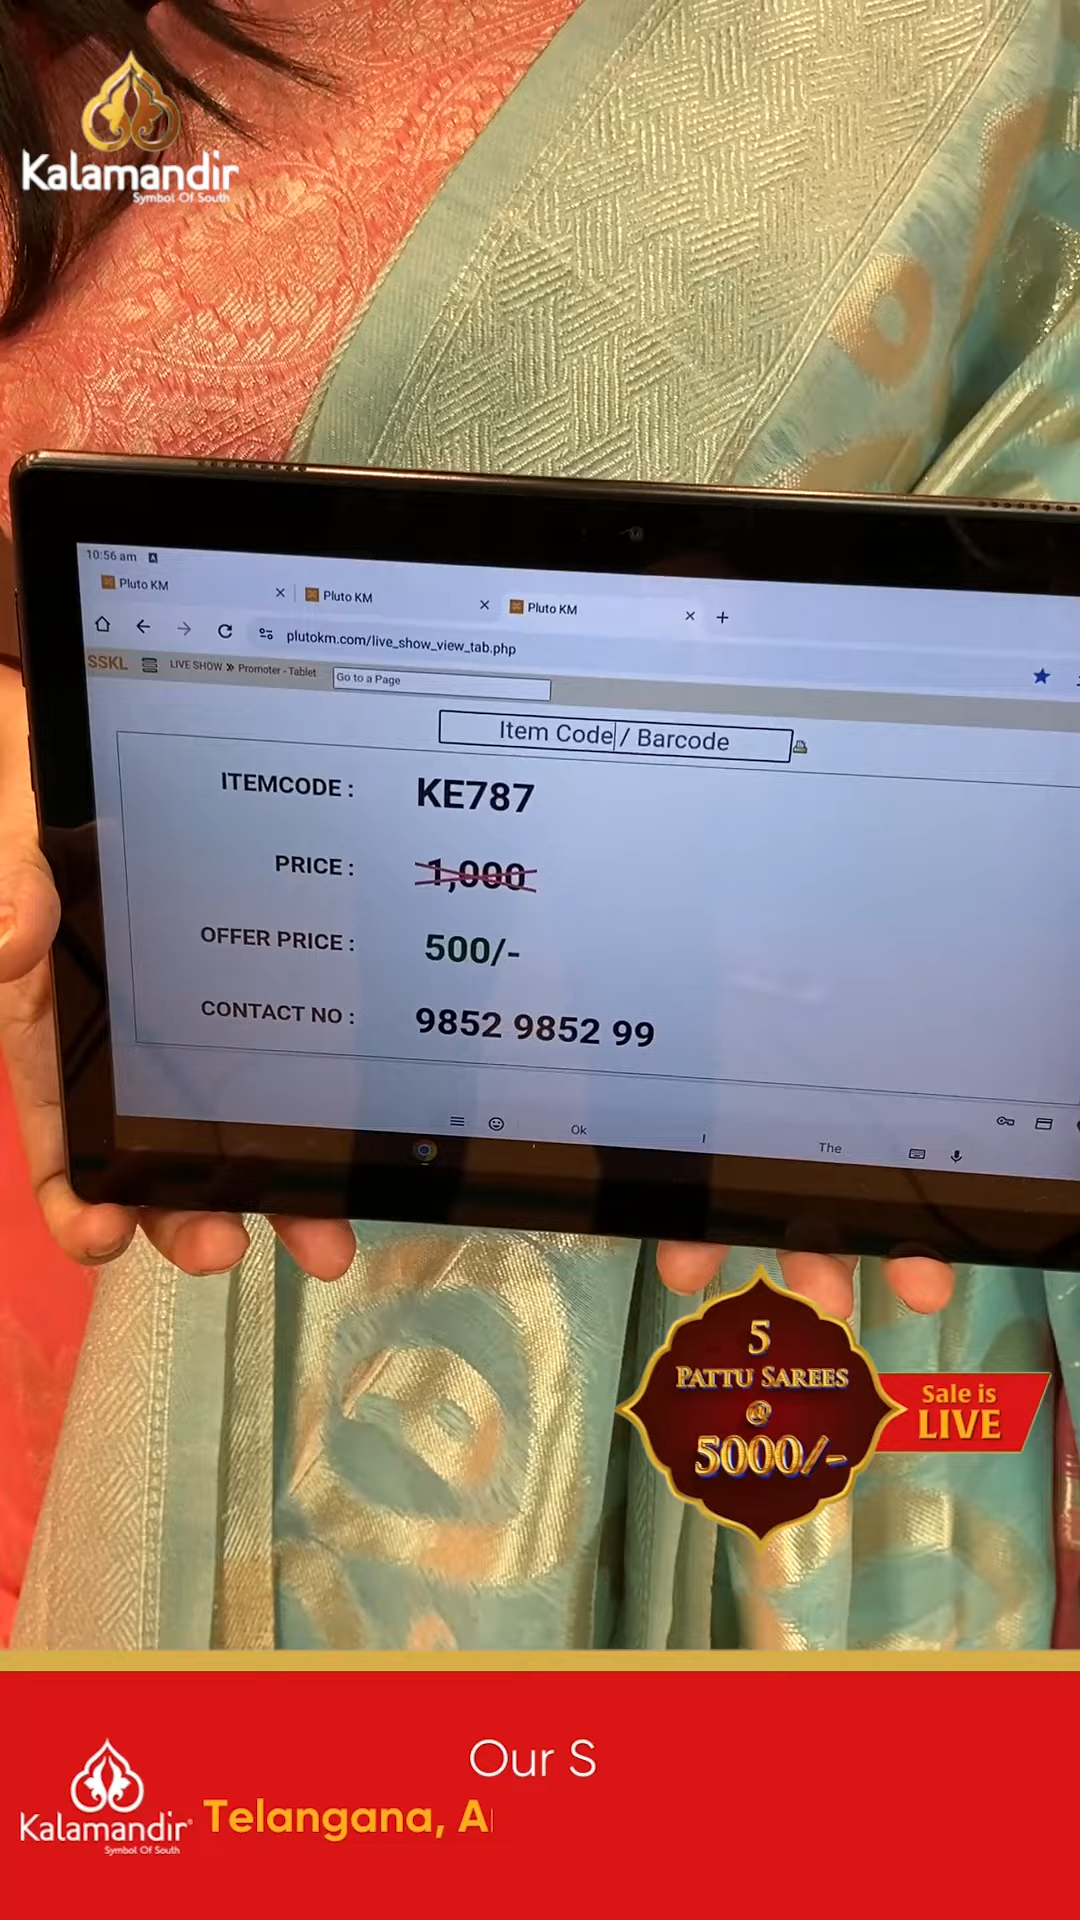 Kalamandir
Symbol Of South
10:56 am
Pluto KM
Pluto KM
Pluto KM
plutokm.com/live_show_view_tab.php
SSKL
LIVE SHOW » Promoter - Tablet
Go to a Page
Item Code / Barcode
ITEMCODE : KE787
PRICE : 1,000
OFFER PRICE : 500/-
CONTACT NO : 9852 9852 99
Ok
The
5
PATTU SAREES
@
5000/-
Sale is
LIVE
Our S
Telangana, A
Kalamandir
Symbol Of South